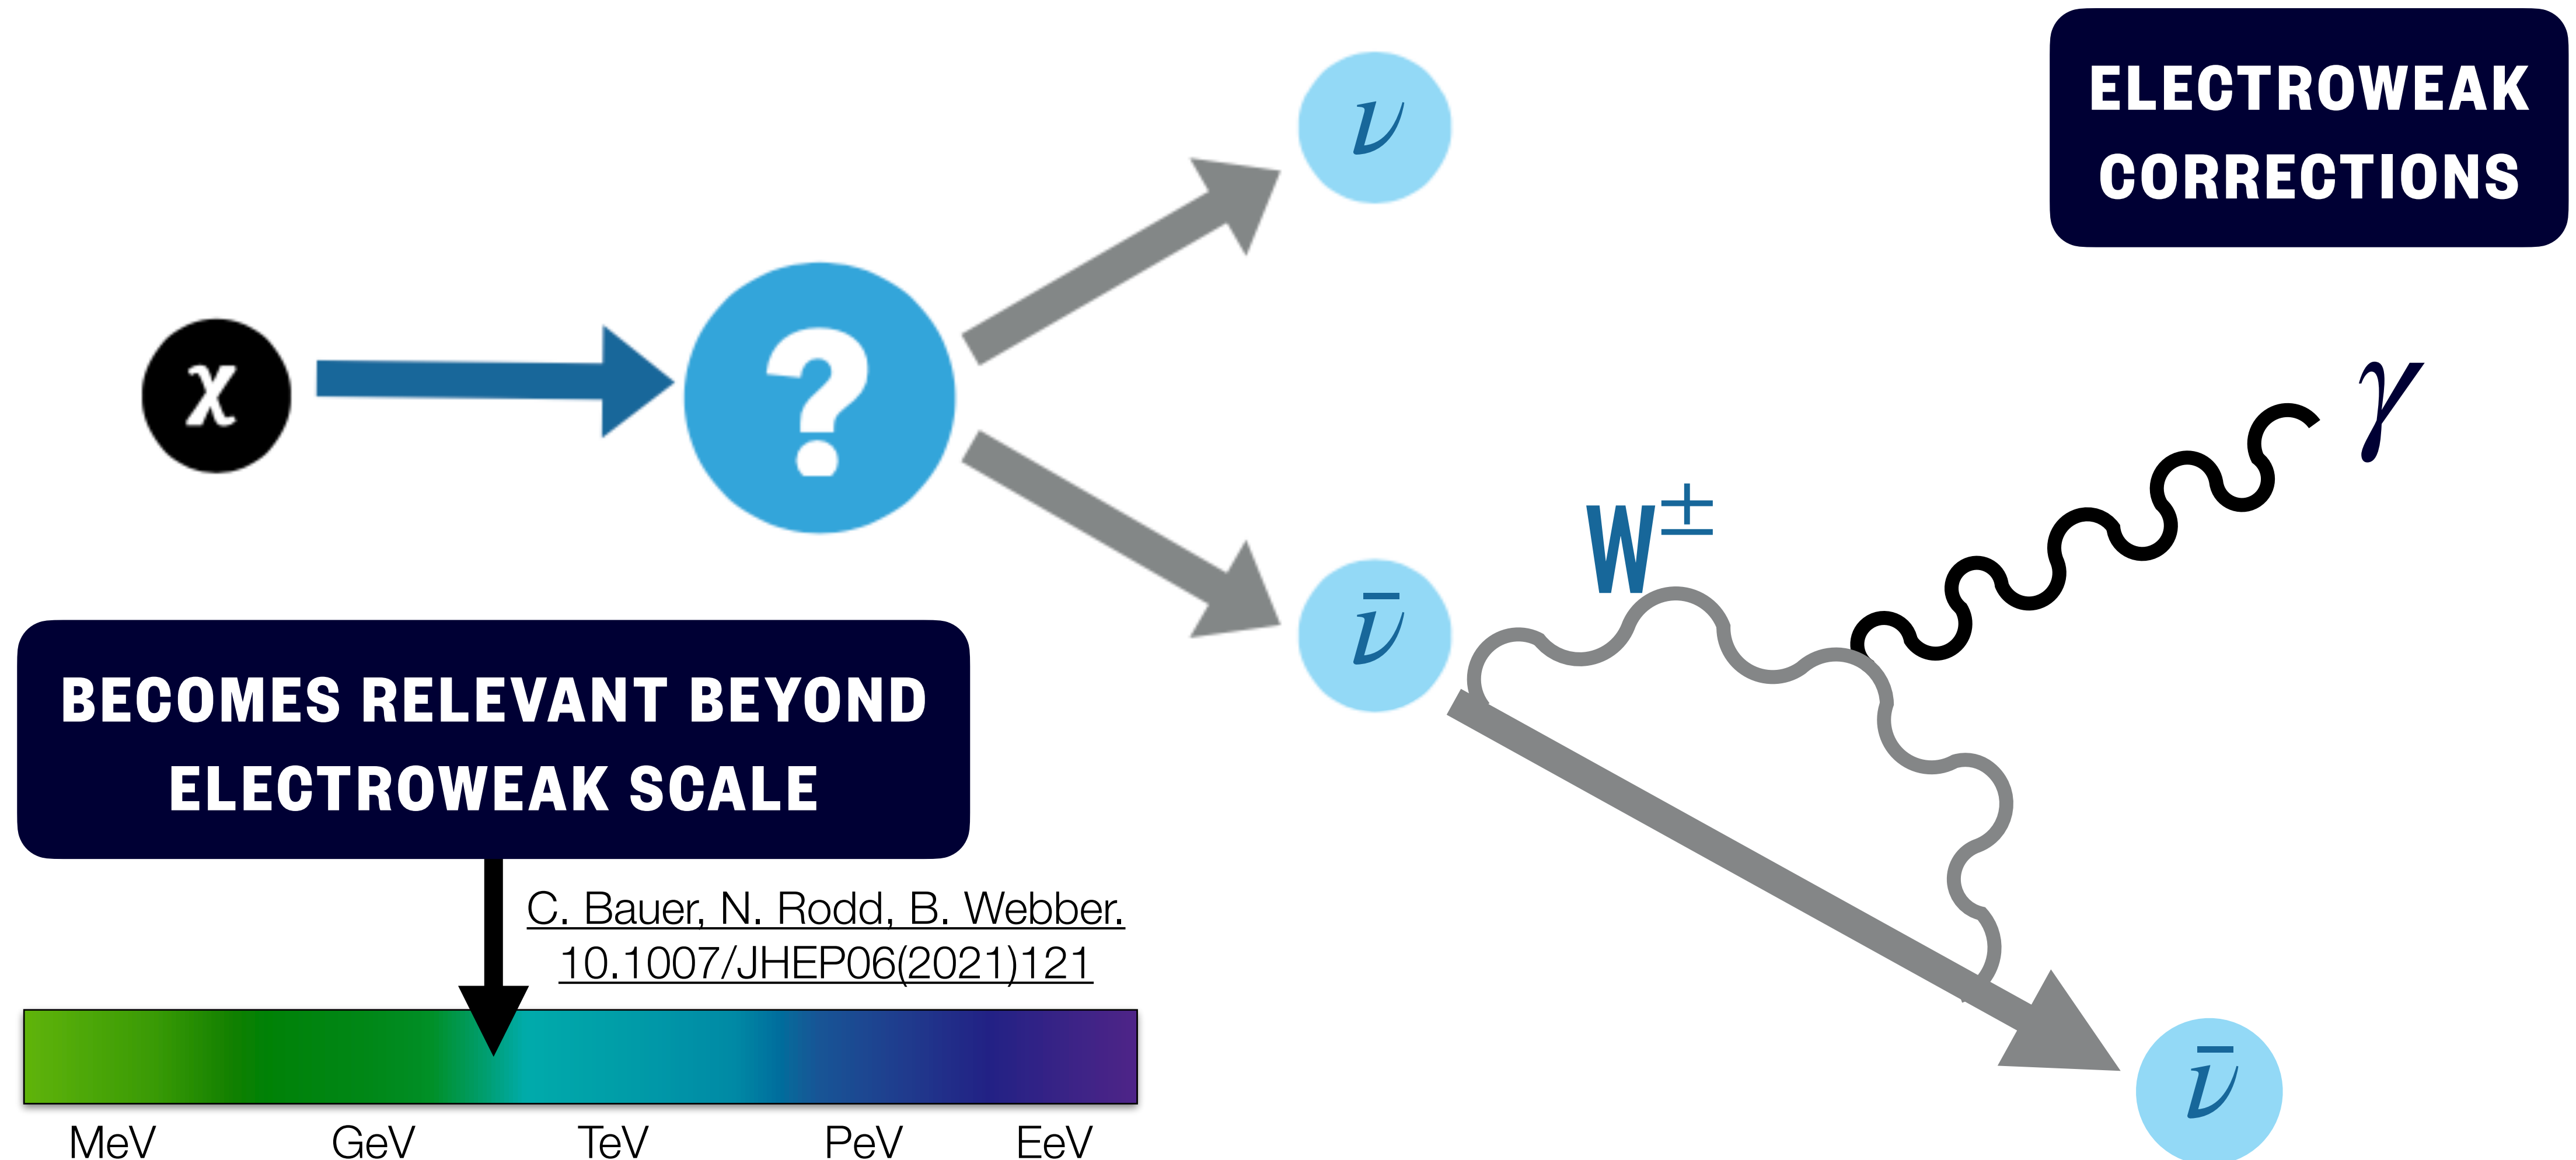 ν
ELECTROWEAK
CORRECTIONS
χ
?
γ
W±
ν̄
BECOMES RELEVANT BEYOND
ELECTROWEAK SCALE
C. Bauer, N. Rodd, B. Webber.
10.1007/JHEP06(2021)121
ν̄
MeV GeV TeV PeV EeV